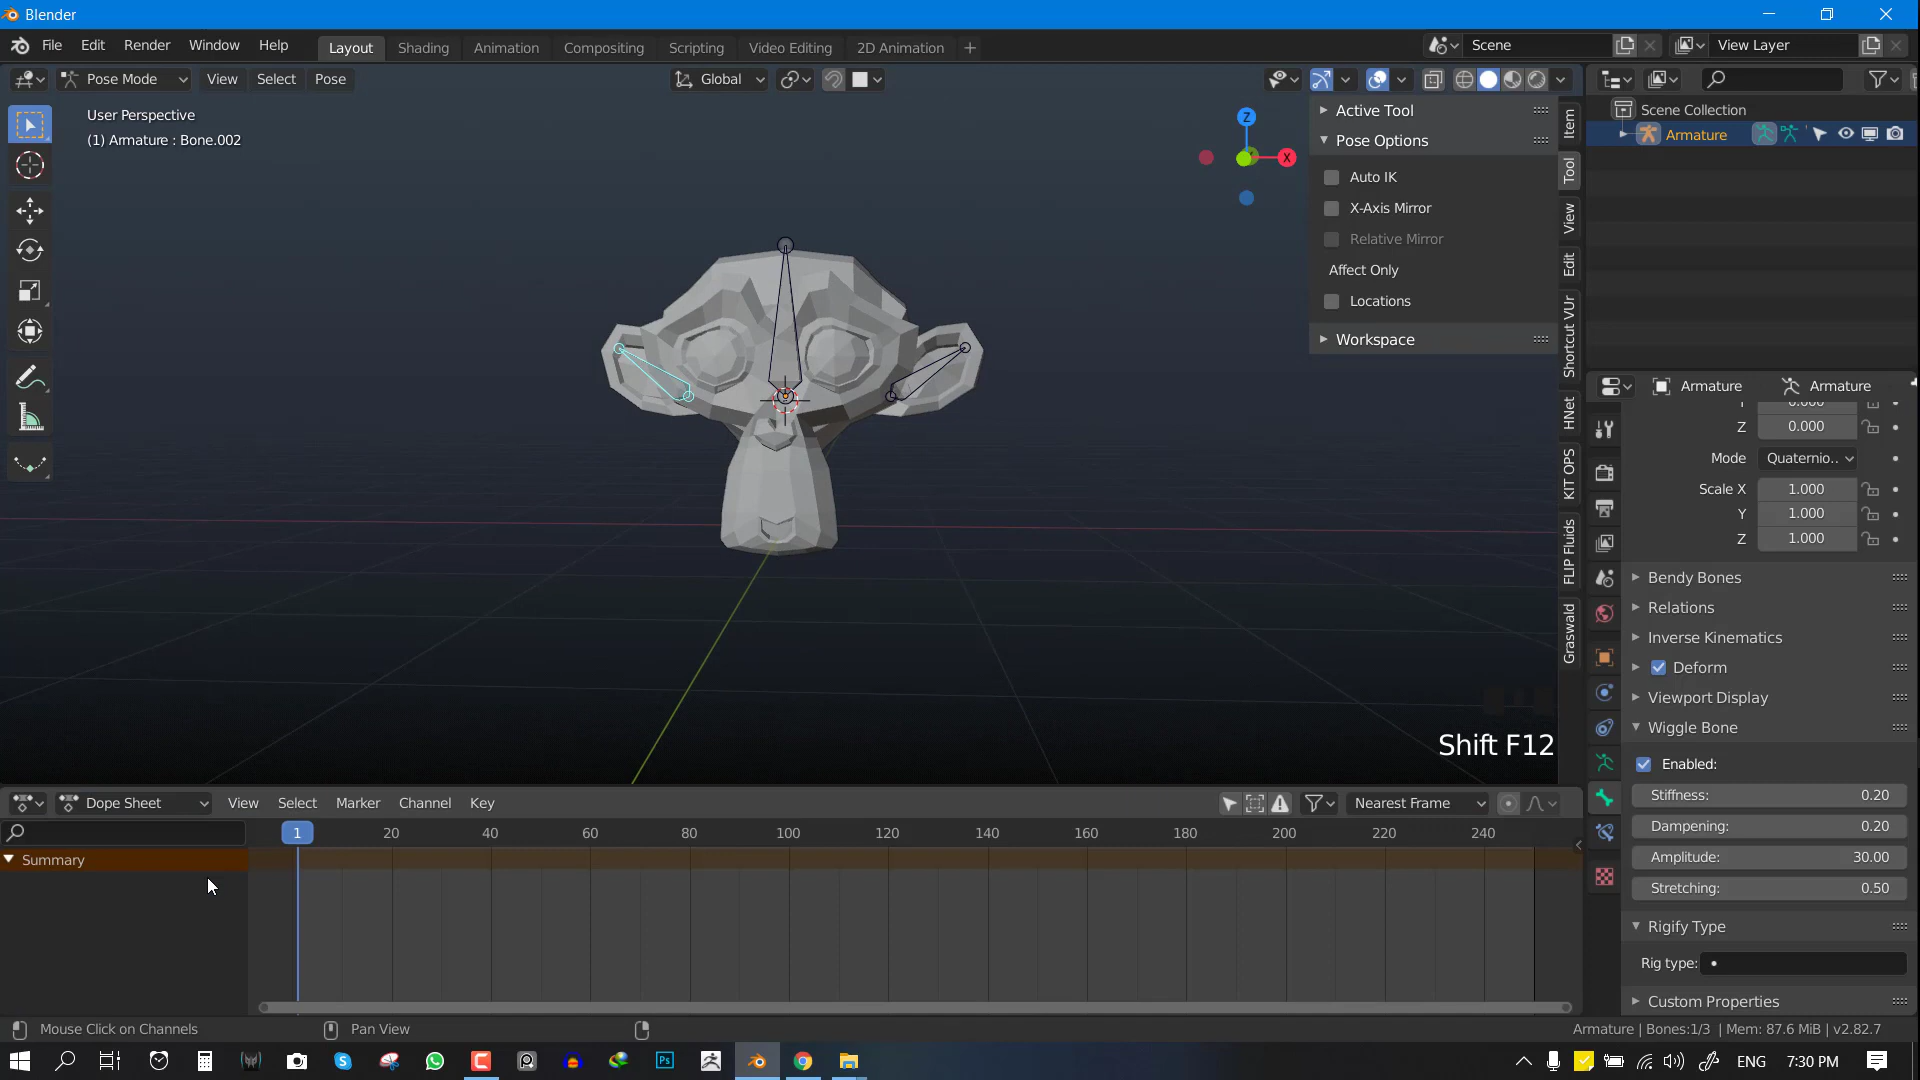 Blender
File Edit Render Window Help Layout Shading Animation Compositing Scripting Video Editing 2D Animation + Scene View Layer
Pose Mode View Select Pose Global
User Perspective
(1) Armature : Bone.002
Z
X
Active Tool
Pose Options
Auto IK
X-Axis Mirror
Relative Mirror
Affect Only
Locations
Workspace
Item
Tool
View
Edit
Shortcut VUr
HNet
KIT OPS
FLIP Fluids
Graswald
Scene Collection
Armature
Armature Armature
Y 0.000
Z 0.000
Mode Quaternio..
Scale X 1.000
Y 1.000
Z 1.000
Bendy Bones
Relations
Inverse Kinematics
Deform
Viewport Display
Wiggle Bone
Enabled:
Stiffness: 0.20
Dampening: 0.20
Amplitude: 30.00
Stretching: 0.50
Rigify Type
Rig type:
Custom Properties
Shift F12
Dope Sheet View Select Marker Channel Key Nearest Frame
1 20 40 60 80 100 120 140 160 180 200 220 240
Summary
Mouse Click on Channels Pan View Armature | Bones:1/3 | Mem: 87.6 MiB | v2.82.7
Ps ENG 7:30 PM